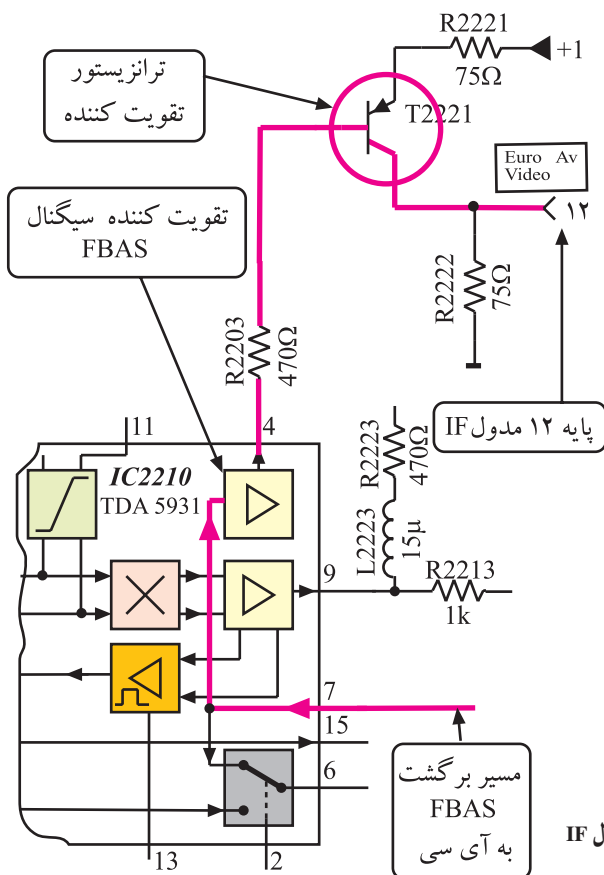 R2221
75Ω
+1
ترانزیستور
تقویت کننده
T2221
Euro Av
Video
۱۲
تقویت کننده سیگنال
FBAS
R2222
75Ω
R2203
470Ω
پایه ۱۲ مدول IF
4
11
IC2210
TDA 5931
R2223
470Ω
L2223
15μ
9
R2213
1k
7
15
6
مسیر برگشت
FBAS
به آی سی
ل IF
13
2